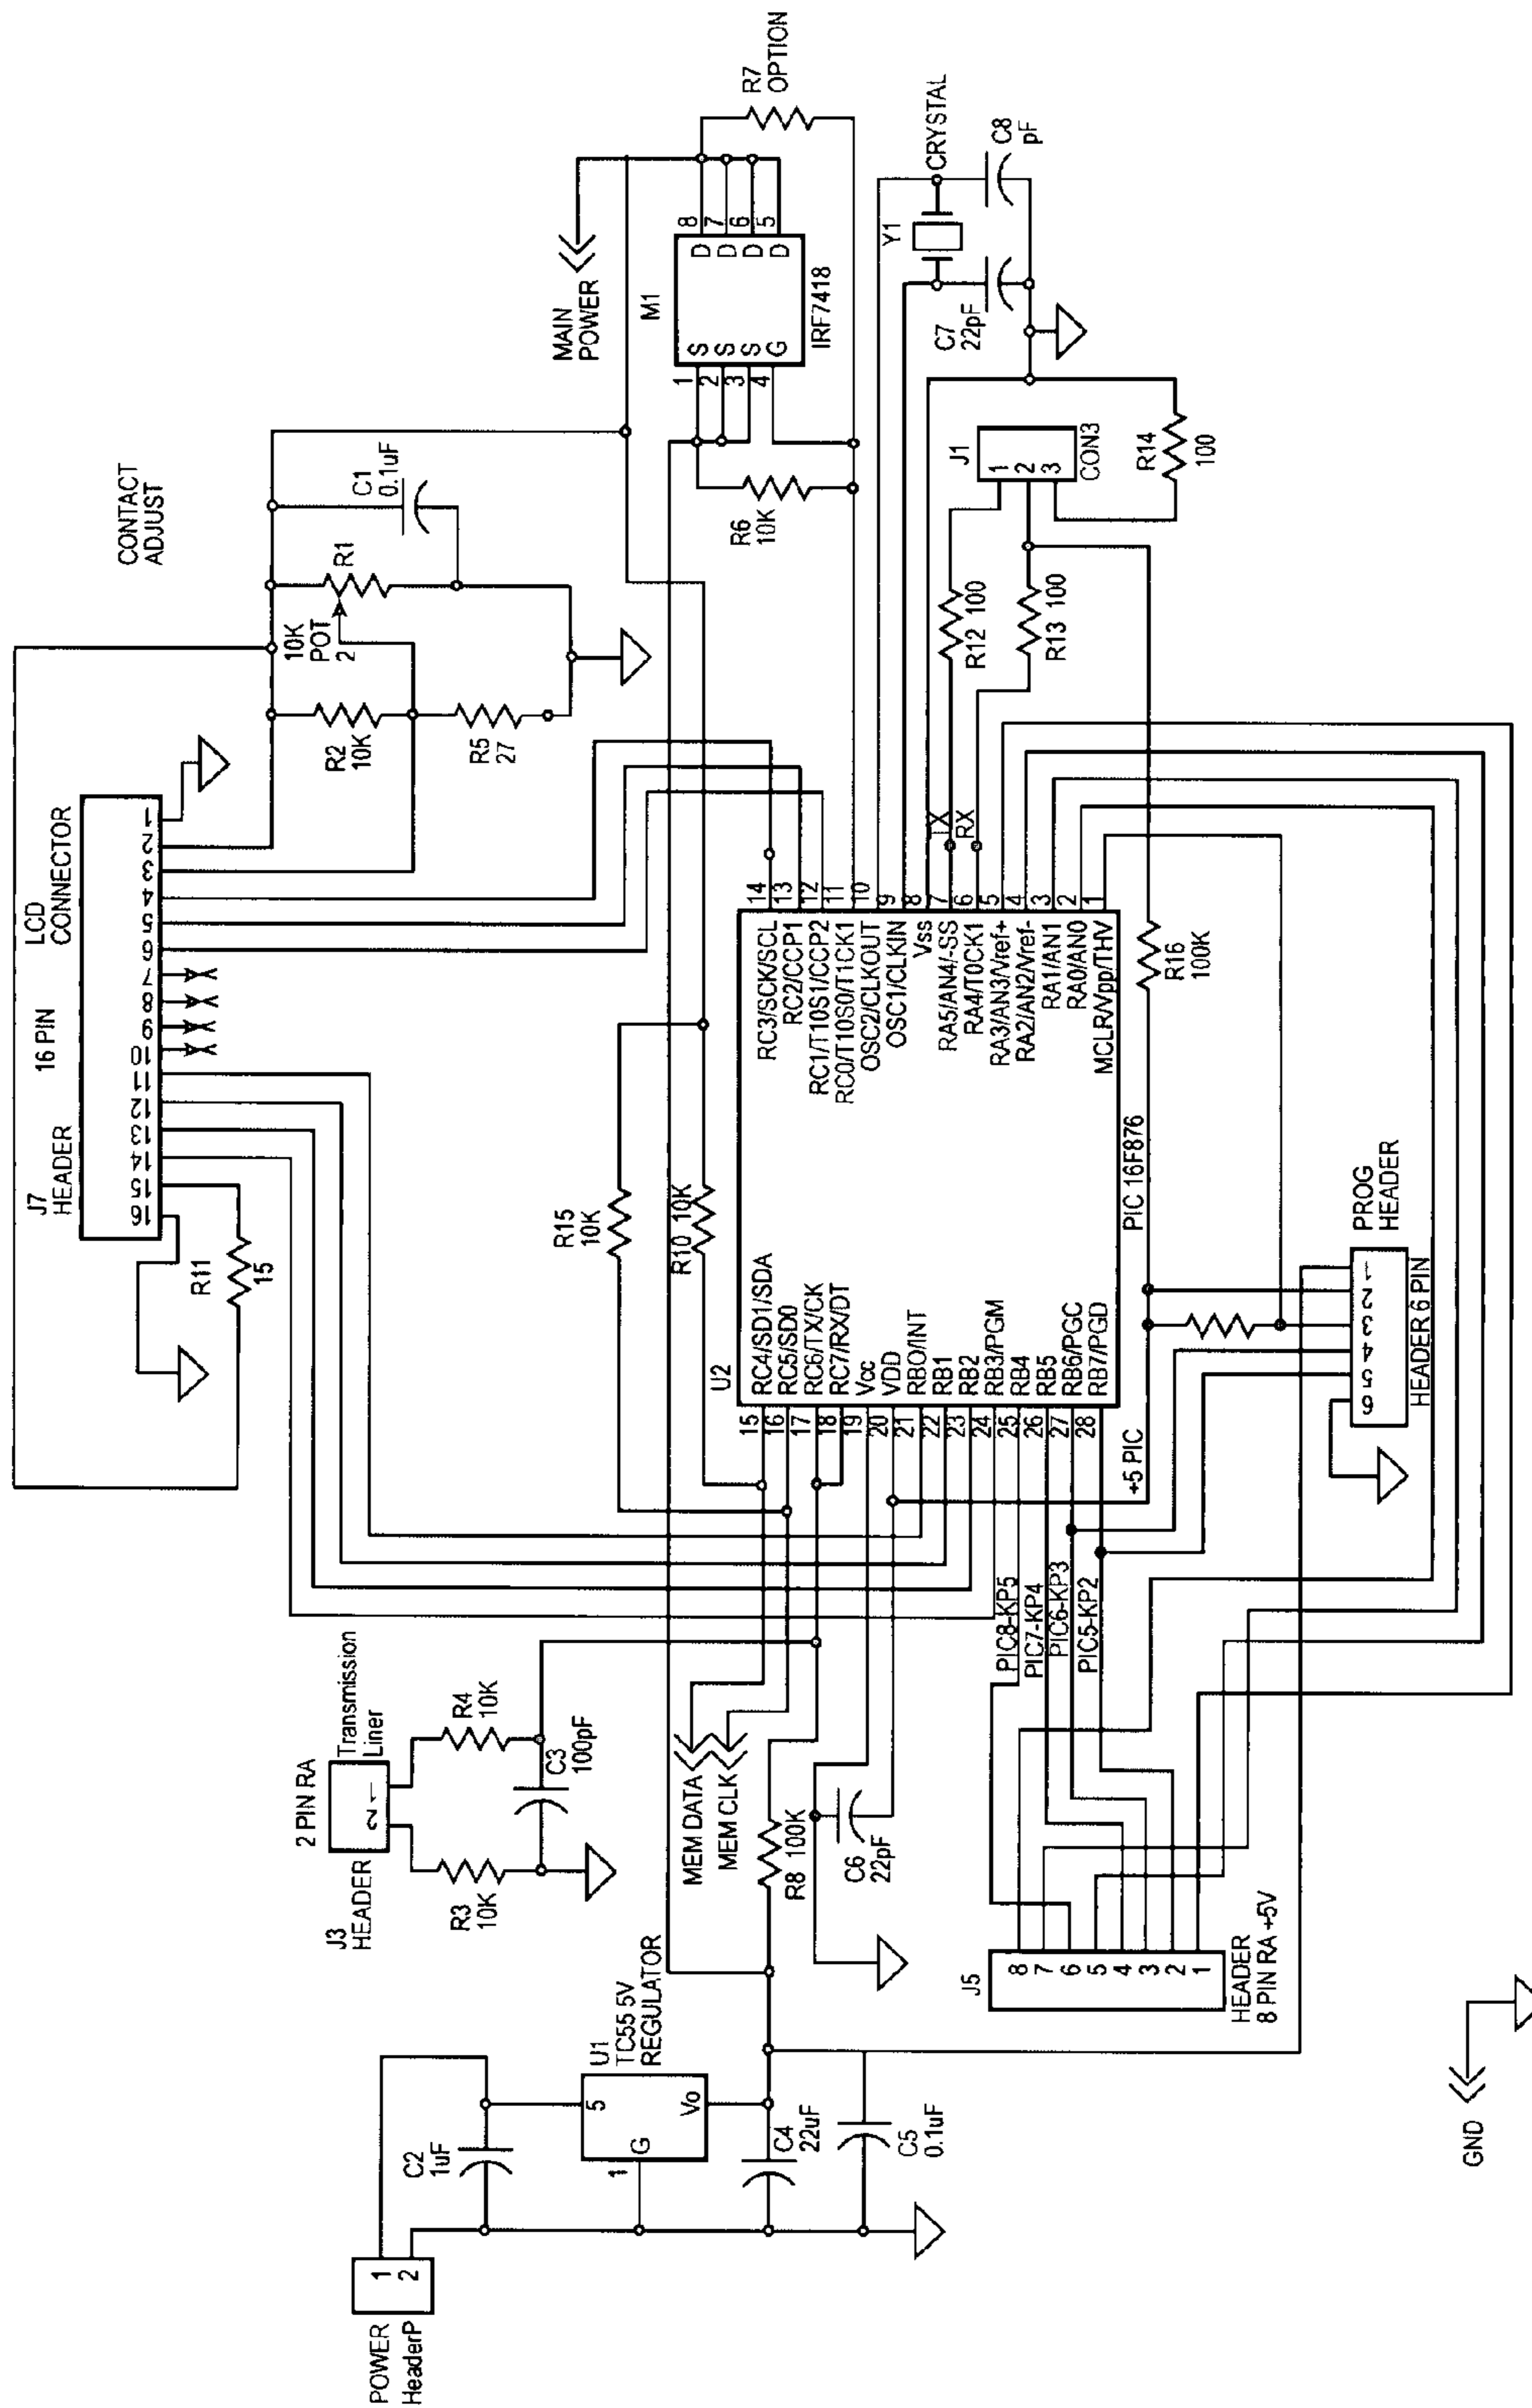 POWER
HeaderP
1
2
C2
1uF
U1
TC55 5V
REGULATOR
5
G
1
Vo
C4
22uF
C5
0.1uF
J3
HEADER
2 PIN RA
2 1
Transmission
Liner
R3
10K
R4
10K
C3
100pF
MEM DATA
MEM CLK
R8 100K
C6
22pF
J5
8
7
6
5
4
3
2
1
HEADER
8 PIN RA +5V
GND
PIC8-KP5
PIC7-KP4
PIC6-KP3
PIC5-KP2
+5 PIC
J7
HEADER
16 PIN
LCD
CONNECTOR
16 15 14 13 12 11 10 9 8 7 6 5 4 3 2 1
R11
15
R15
10K
R10 10K
U2
15
16
17
18
19
20
21
22
23
24
25
26
27
28
RC4/SD1/SDA
RC5/SD0
RC6/TX/CK
RC7/RX/DT
Vcc
VDD
RBO/INT
RB1
RB2
RB3/PGM
RB4
RB5
RB6/PGC
RB7/PGD
RC3/SCK/SCL
RC2/CCP1
RC1/T10S1/CCP2
RC0/T10S0/T1CK1
OSC2/CLKOUT
OSC1/CLKIN
Vss
RA5/AN4/-SS
RA4/T0CK1
RA3/AN3/Vref+
RA2/AN2/Vref-
RA1/AN1
RA0/AN0
MCLR/Vpp/THV
14
13
12
11
10
9
8
7
6
5
4
3
2
1
PIC 16F876
TX
RX
HEADER 6 PIN
6 5 4 3 2 1
PROG
HEADER
R16
100K
R2
10K
R5
27
10K
POT
2
R1
C1
0.1uF
CONTACT
ADJUST
R6
10K
MAIN
POWER
M1
1
2
3
4
S
S
S
G
D
D
D
D
8
7
6
5
IRF7418
R7
OPTION
R12 100
R13 100
J1
1
2
3
CON3
R14
100
C7
22pF
Y1
CRYSTAL
C8
pF